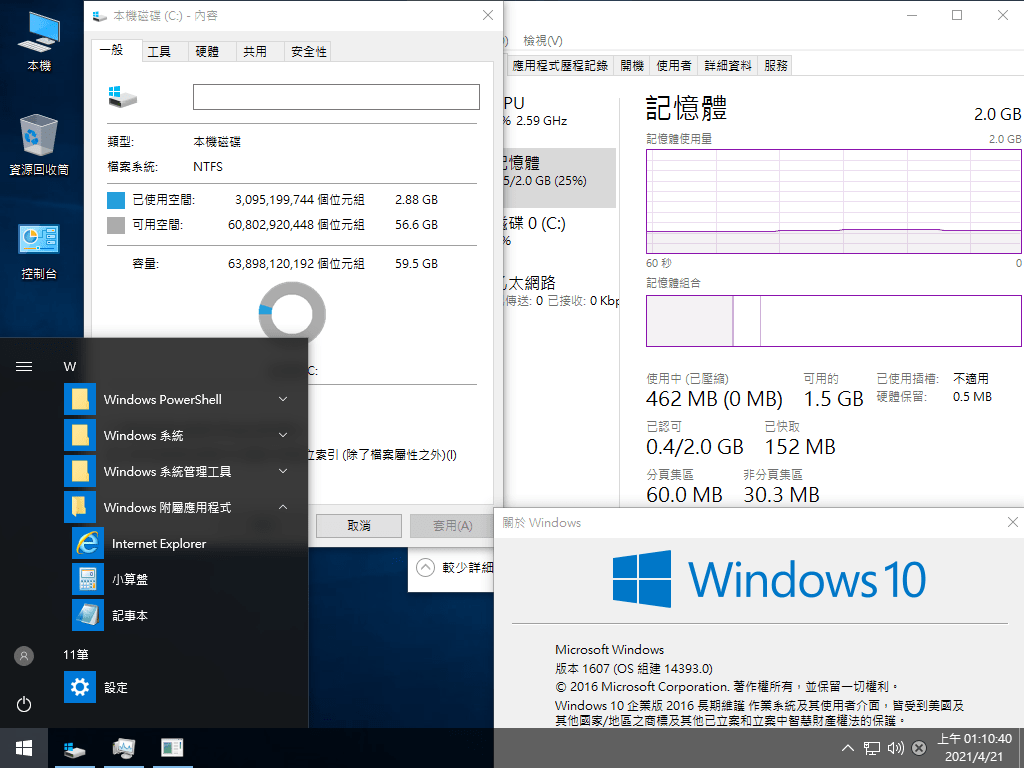 本機
資源回收筒
控制台
本機磁碟 (C:) - 內容
一般
工具
硬體
共用
安全性
類型:
本機磁碟
檔案系統:
NTFS
已使用空間:
3,095,199,744 個位元組
2.88 GB
可用空間:
60,802,920,448 個位元組
56.6 GB
容量:
63,898,120,192 個位元組
59.5 GB
C:
立索引 (除了檔案屬性之外)(I)
取消
套用(A)
較少詳細
檢視(V)
應用程式歷程記錄
開機
使用者
詳細資料
服務
PU
% 2.59 GHz
記憶體
5/2.0 GB (25%)
磁碟 0 (C:)
%
乙太網路
傳送: 0 已接收: 0 Kbp
記憶體
2.0 GB
記憶體使用量
2.0 GB
60 秒
0
記憶體組合
使用中 (已壓縮)
462 MB (0 MB)
可用的
1.5 GB
已使用插槽:
不適用
硬體保留:
0.5 MB
已認可
0.4/2.0 GB
已快取
152 MB
分頁集區
60.0 MB
非分頁集區
30.3 MB
W
Windows PowerShell
Windows 系統
Windows 系統管理工具
Windows 附屬應用程式
Internet Explorer
小算盤
記事本
11筆
設定
關於 Windows
Windows 10
Microsoft Windows
版本 1607 (OS 組建 14393.0)
© 2016 Microsoft Corporation. 著作權所有，並保留一切權利。
Windows 10 企業版 2016 長期維護 作業系統及其使用者介面，皆受到美國及
其他國家/地區之商標及其他已立案和立案中智慧財產權法的保護。
上午 01:10:40
2021/4/21